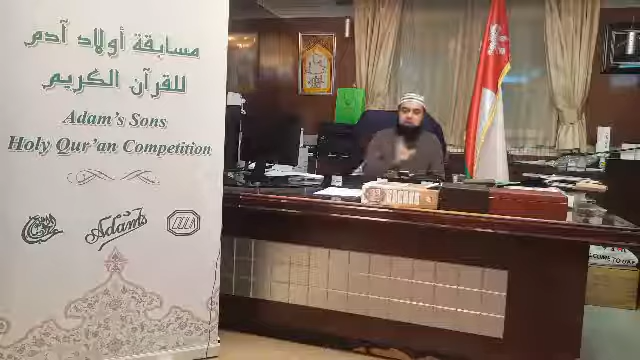 مسابقة أولاد آدم
للقرآن الكريم
Adam's Sons
Holy Qur'an Competition
Adams